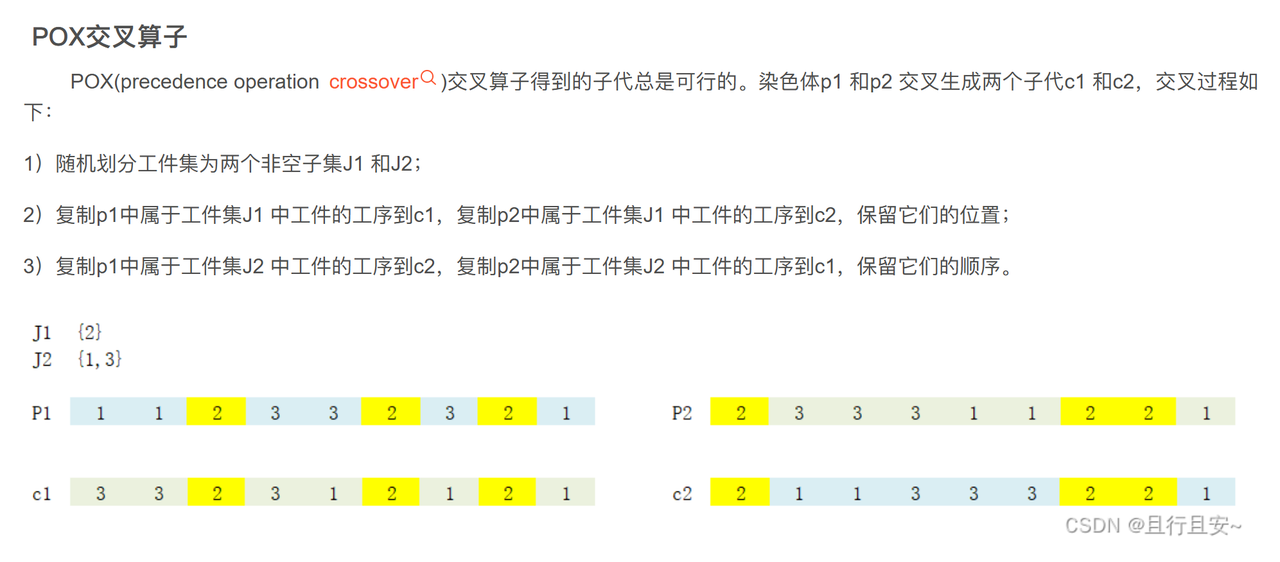 POX交叉算子
POX(precedence operation crossover)交叉算子得到的子代总是可行的。染色体p1 和p2 交叉生成两个子代c1 和c2，交叉过程如
下：
1）随机划分工件集为两个非空子集J1 和J2；
2）复制p1中属于工件集J1 中工件的工序到c1，复制p2中属于工件集J1 中工件的工序到c2，保留它们的位置；
3）复制p1中属于工件集J2 中工件的工序到c2，复制p2中属于工件集J2 中工件的工序到c1，保留它们的顺序。
J1 {2}
J2 {1,3}
P1 1 1 2 3 3 2 3 2 1 P2 2 3 3 3 1 1 2 2 1
c1 3 3 2 3 1 2 1 2 1 c2 2 1 1 3 3 3 2 2 1
CSDN @且行且安~